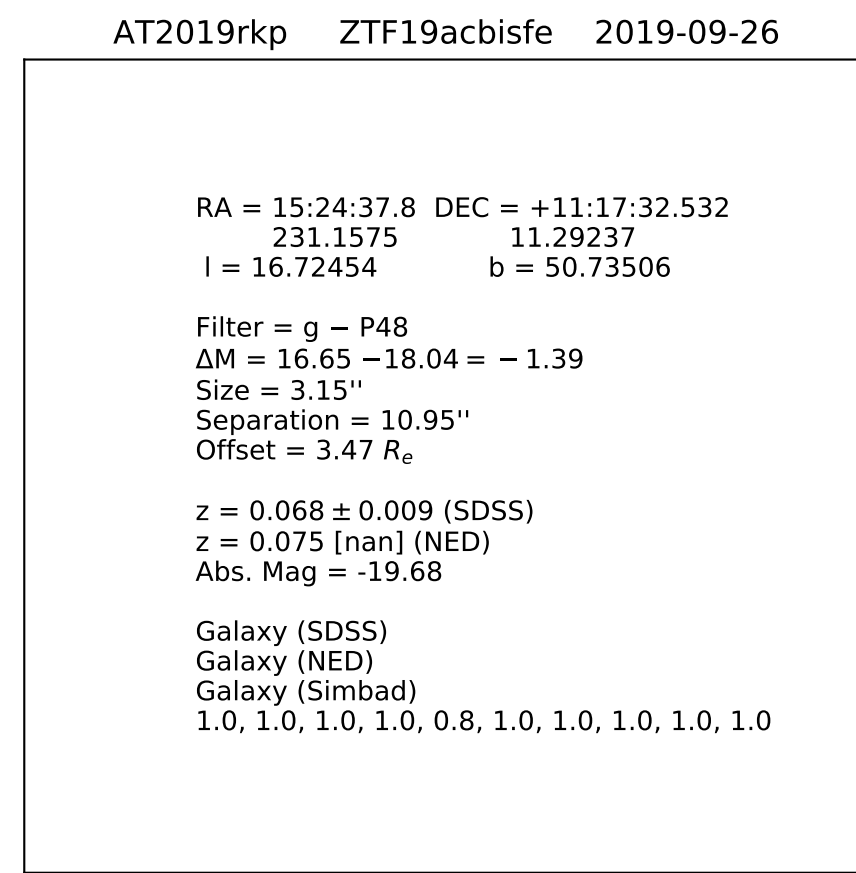 AT2019rkp ZTF19acbisfe 2019-09-26
RA = 15:24:37.8 DEC = +11:17:32.532
231.1575 11.29237
l = 16.72454 b = 50.73506
Filter = g − P48
ΔM = 16.65 −18.04 = − 1.39
Size = 3.15''
Separation = 10.95''
Offset = 3.47 Re
z = 0.068 ± 0.009 (SDSS)
z = 0.075 [nan] (NED)
Abs. Mag = -19.68
Galaxy (SDSS)
Galaxy (NED)
Galaxy (Simbad)
1.0, 1.0, 1.0, 1.0, 0.8, 1.0, 1.0, 1.0, 1.0, 1.0